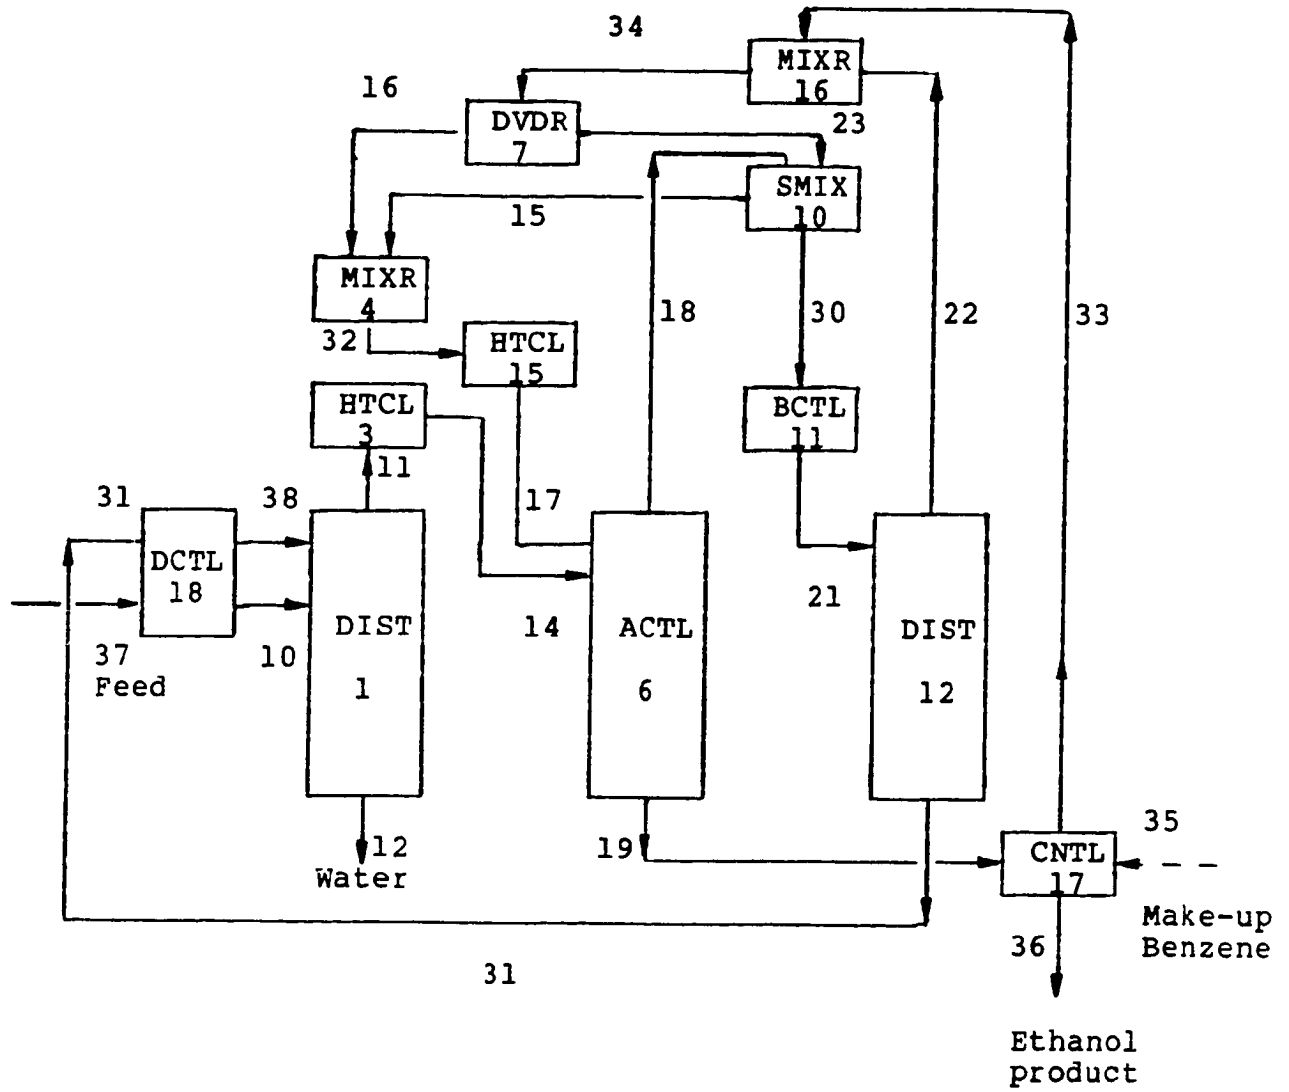 34
MIXR
16
16
DVDR
7
23
SMIX
10
15
MIXR
4
18
30
22
33
32
HTCL
15
HTCL
3
BCTL
11
11
31
38
17
DCTL
18
DIST
1
14
ACTL
6
21
DIST
12
37
Feed
10
12
Water
19
35
CNTL
17
Make-up
Benzene
36
31
Ethanol
product